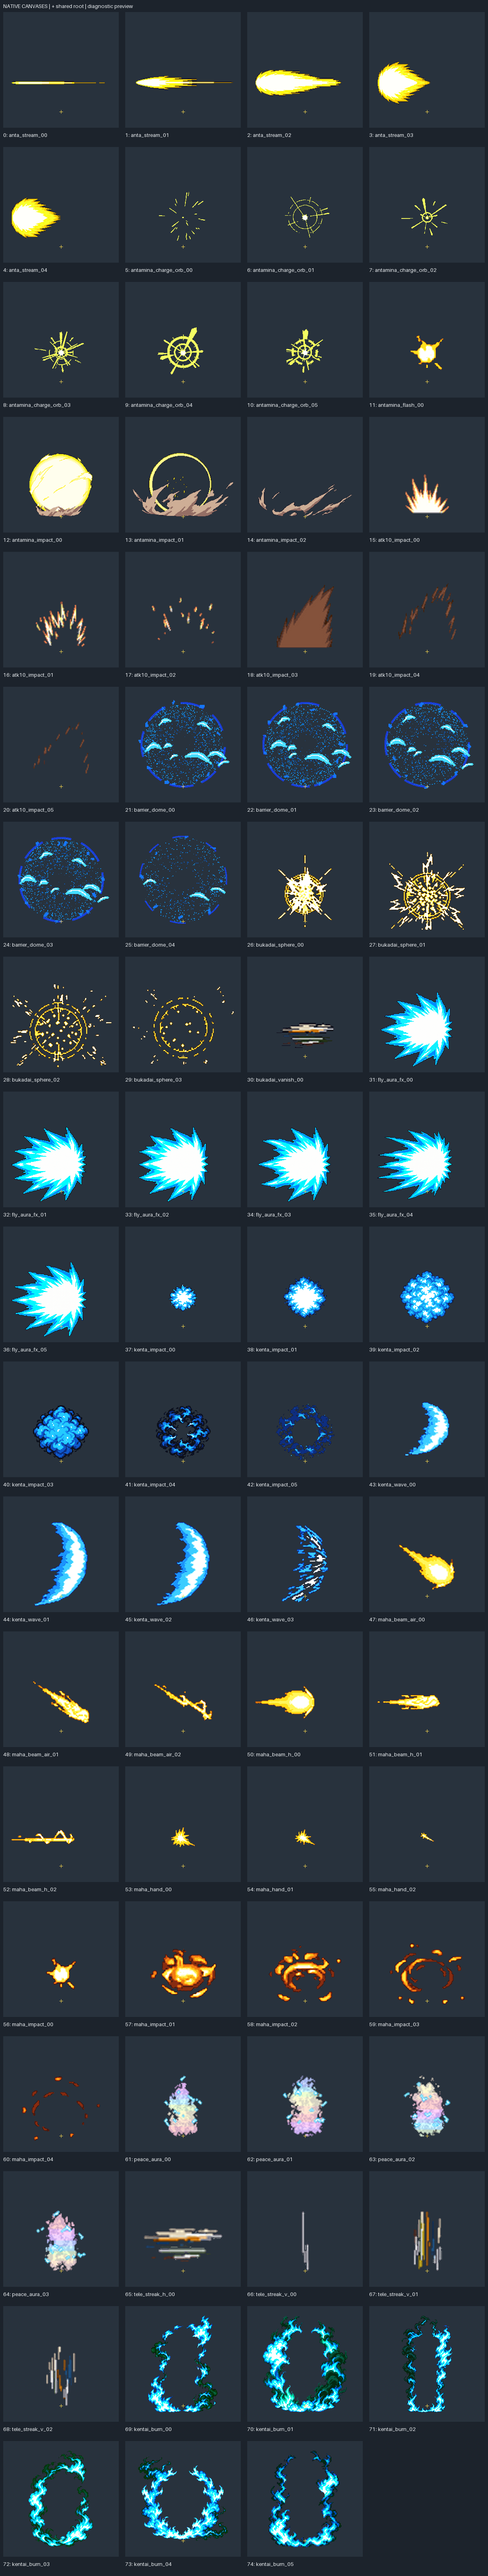 NATIVE CANVASES | + shared root | diagnostic preview
0: anta_stream_00
1: anta_stream_01
2: anta_stream_02
3: anta_stream_03
4: anta_stream_04
5: antamina_charge_orb_00
6: antamina_charge_orb_01
7: antamina_charge_orb_02
8: antamina_charge_orb_03
9: antamina_charge_orb_04
10: antamina_charge_orb_05
11: antamina_flash_00
12: antamina_impact_00
13: antamina_impact_01
14: antamina_impact_02
15: atk10_impact_00
16: atk10_impact_01
17: atk10_impact_02
18: atk10_impact_03
19: atk10_impact_04
20: atk10_impact_05
21: barrier_dome_00
22: barrier_dome_01
23: barrier_dome_02
24: barrier_dome_03
25: barrier_dome_04
26: bukadai_sphere_00
27: bukadai_sphere_01
28: bukadai_sphere_02
29: bukadai_sphere_03
30: bukadai_vanish_00
31: fly_aura_fx_00
32: fly_aura_fx_01
33: fly_aura_fx_02
34: fly_aura_fx_03
35: fly_aura_fx_04
36: fly_aura_fx_05
37: kenta_impact_00
38: kenta_impact_01
39: kenta_impact_02
40: kenta_impact_03
41: kenta_impact_04
42: kenta_impact_05
43: kenta_wave_00
44: kenta_wave_01
45: kenta_wave_02
46: kenta_wave_03
47: maha_beam_air_00
48: maha_beam_air_01
49: maha_beam_air_02
50: maha_beam_h_00
51: maha_beam_h_01
52: maha_beam_h_02
53: maha_hand_00
54: maha_hand_01
55: maha_hand_02
56: maha_impact_00
57: maha_impact_01
58: maha_impact_02
59: maha_impact_03
60: maha_impact_04
61: peace_aura_00
62: peace_aura_01
63: peace_aura_02
64: peace_aura_03
65: tele_streak_h_00
66: tele_streak_v_00
67: tele_streak_v_01
68: tele_streak_v_02
69: kentai_burn_00
70: kentai_burn_01
71: kentai_burn_02
72: kentai_burn_03
73: kentai_burn_04
74: kentai_burn_05